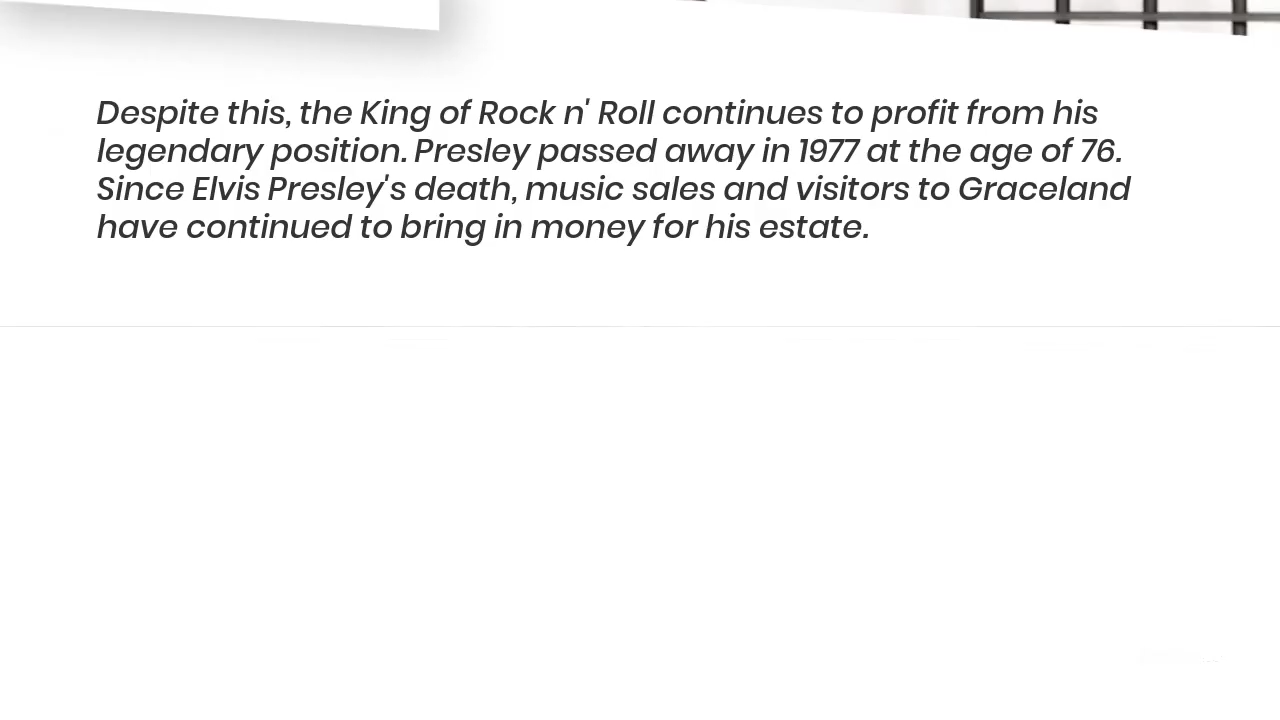 Despite this, the King of Rock n' Roll continues to profit from his
legendary position. Presley passed away in 1977 at the age of 76.
Since Elvis Presley's death, music sales and visitors to Graceland
have continued to bring in money for his estate.